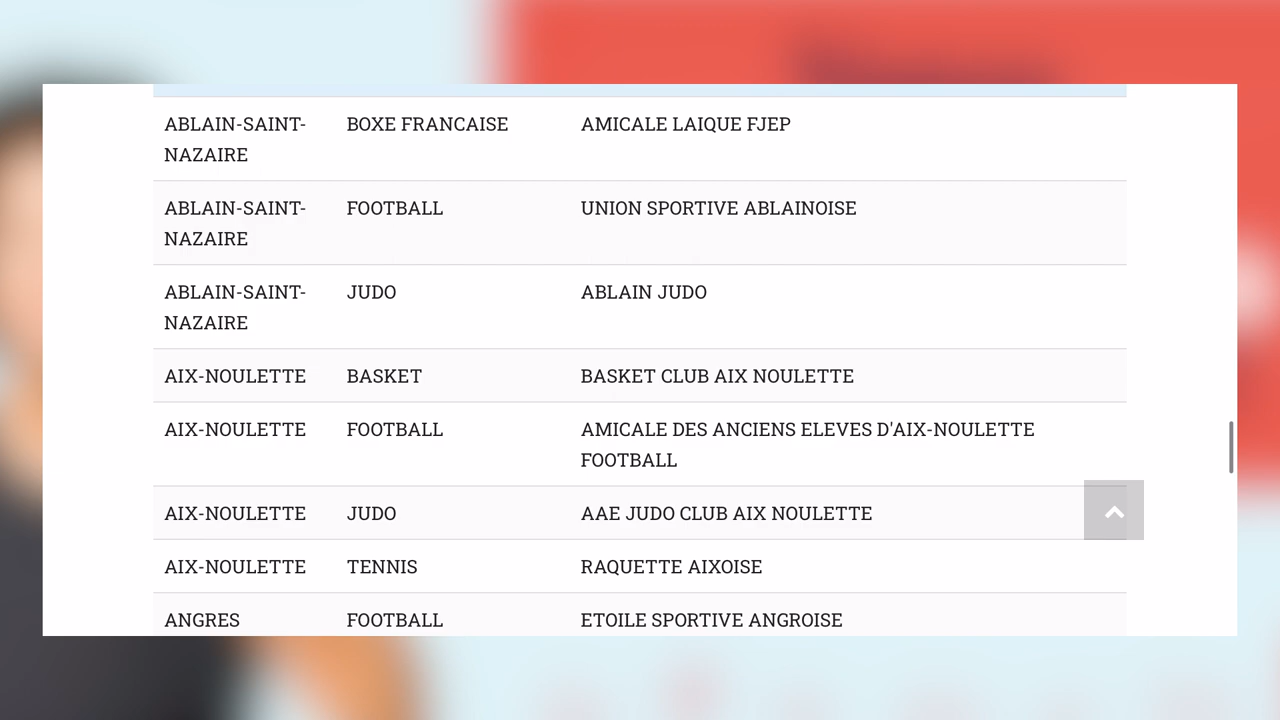 ABLAIN-SAINT- BOXE FRANCAISE AMICALE LAIQUE FJEP
NAZAIRE
ABLAIN-SAINT- FOOTBALL UNION SPORTIVE ABLAINOISE
NAZAIRE
ABLAIN-SAINT- JUDO ABLAIN JUDO
NAZAIRE
AIX-NOULETTE BASKET BASKET CLUB AIX NOULETTE
AIX-NOULETTE FOOTBALL AMICALE DES ANCIENS ELEVES D'AIX-NOULETTE
FOOTBALL
AIX-NOULETTE JUDO AAE JUDO CLUB AIX NOULETTE
AIX-NOULETTE TENNIS RAQUETTE AIXOISE
ANGRES FOOTBALL ETOILE SPORTIVE ANGROISE